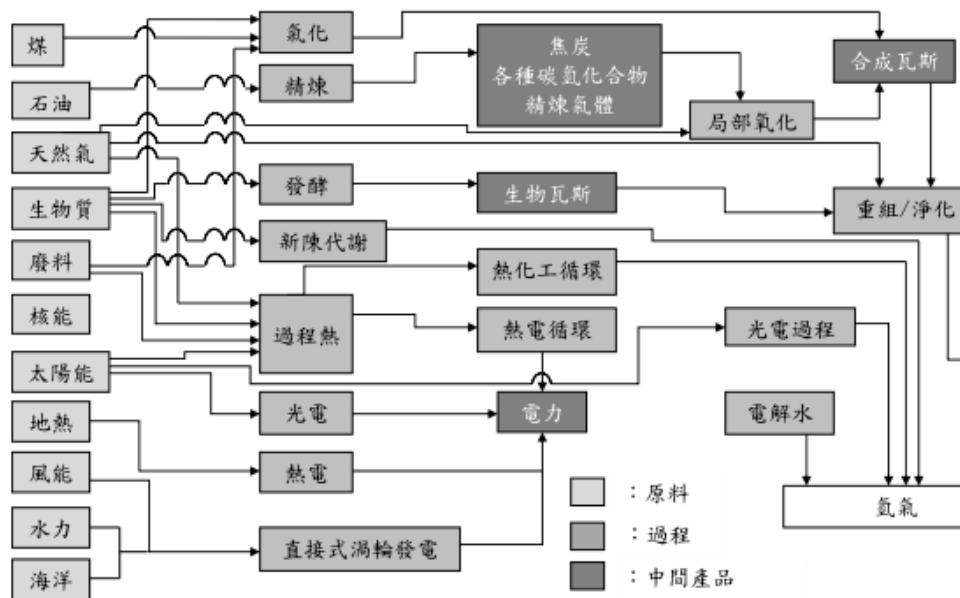 煤
石油
天然氣
生物質
廢料
核能
太陽能
地熱
風能
水力
海洋
氣化
精煉
發酵
新陳代謝
過程熱
光電
熱電
直接式渦輪發電
焦炭
各種碳氫化合物
精煉氣體
生物瓦斯
熱化工循環
熱電循環
電力
局部氧化
光電過程
電解水
合成瓦斯
重組/淨化
氫氣
:原料
:過程
:中間產品